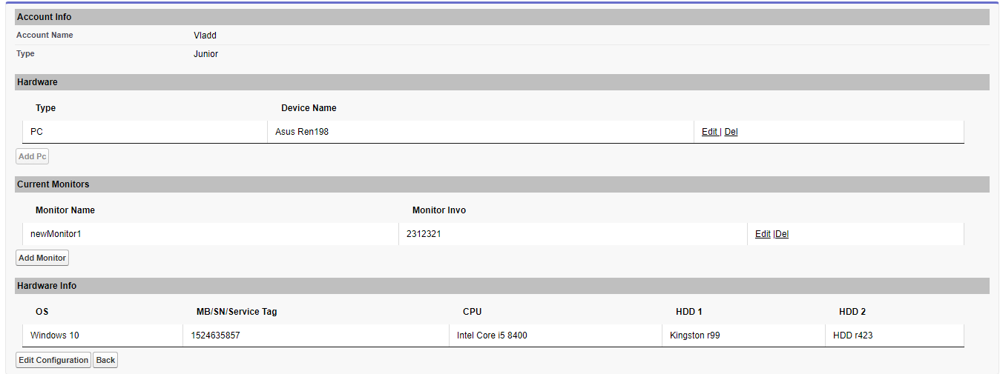 Account Info
Account Name Vladd
Type Junior
Hardware
Type Device Name
PC Asus Ren198 Edit | Del
Add Pc
Current Monitors
Monitor Name Monitor Invo
newMonitor1 2312321 Edit |Del
Add Monitor
Hardware Info
OS MB/SN/Service Tag CPU HDD 1 HDD 2
Windows 10 1524635857 Intel Core i5 8400 Kingston r99 HDD r423
Edit Configuration Back